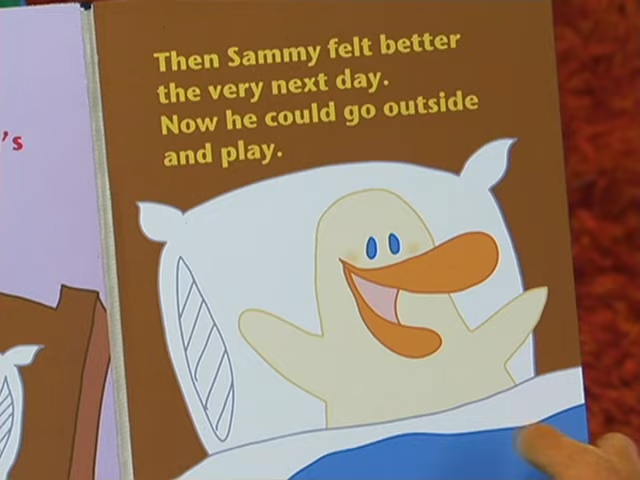 's
Then Sammy felt better
the very next day.
Now he could go outside
and play.